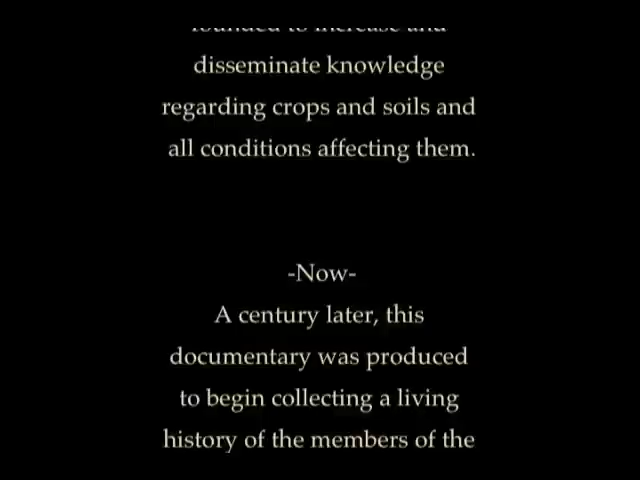 founded to increase and
disseminate knowledge
regarding crops and soils and
all conditions affecting them.
-Now-
A century later, this
documentary was produced
to begin collecting a living
history of the members of the